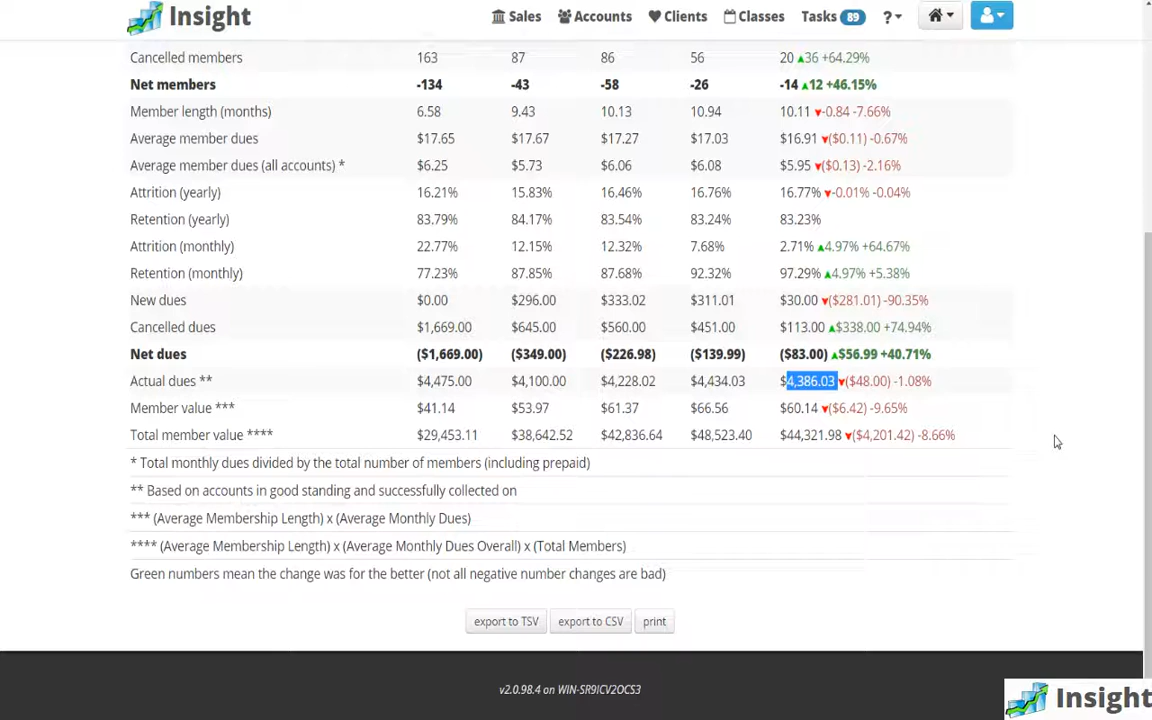 Insight Sales Accounts Clients Classes Tasks 89 ?
Cancelled members 163 87 86 56 20 ▲36 +64.29%
Net members -134 -43 -58 -26 -14 ▲12 +46.15%
Member length (months) 6.58 9.43 10.13 10.94 10.11 ▼-0.84 -7.66%
Average member dues $17.65 $17.67 $17.27 $17.03 $16.91 ▼($0.11) -0.67%
Average member dues (all accounts) * $6.25 $5.73 $6.06 $6.08 $5.95 ▼($0.13) -2.16%
Attrition (yearly) 16.21% 15.83% 16.46% 16.76% 16.77% ▼-0.01% -0.04%
Retention (yearly) 83.79% 84.17% 83.54% 83.24% 83.23%
Attrition (monthly) 22.77% 12.15% 12.32% 7.68% 2.71% ▲4.97% +64.67%
Retention (monthly) 77.23% 87.85% 87.68% 92.32% 97.29% ▲4.97% +5.38%
New dues $0.00 $296.00 $333.02 $311.01 $30.00 ▼($281.01) -90.35%
Cancelled dues $1,669.00 $645.00 $560.00 $451.00 $113.00 ▲$338.00 +74.94%
Net dues ($1,669.00) ($349.00) ($226.98) ($139.99) ($83.00) ▲$56.99 +40.71%
Actual dues ** $4,475.00 $4,100.00 $4,228.02 $4,434.03 $4,386.03 ▼($48.00) -1.08%
Member value *** $41.14 $53.97 $61.37 $66.56 $60.14 ▼($6.42) -9.65%
Total member value **** $29,453.11 $38,642.52 $42,836.64 $48,523.40 $44,321.98 ▼($4,201.42) -8.66%
* Total monthly dues divided by the total number of members (including prepaid)
** Based on accounts in good standing and successfully collected on
*** (Average Membership Length) x (Average Monthly Dues)
**** (Average Membership Length) x (Average Monthly Dues Overall) x (Total Members)
Green numbers mean the change was for the better (not all negative number changes are bad)
export to TSV export to CSV print
v2.0.98.4 on WIN-SR9ICV2OCS3
Insight